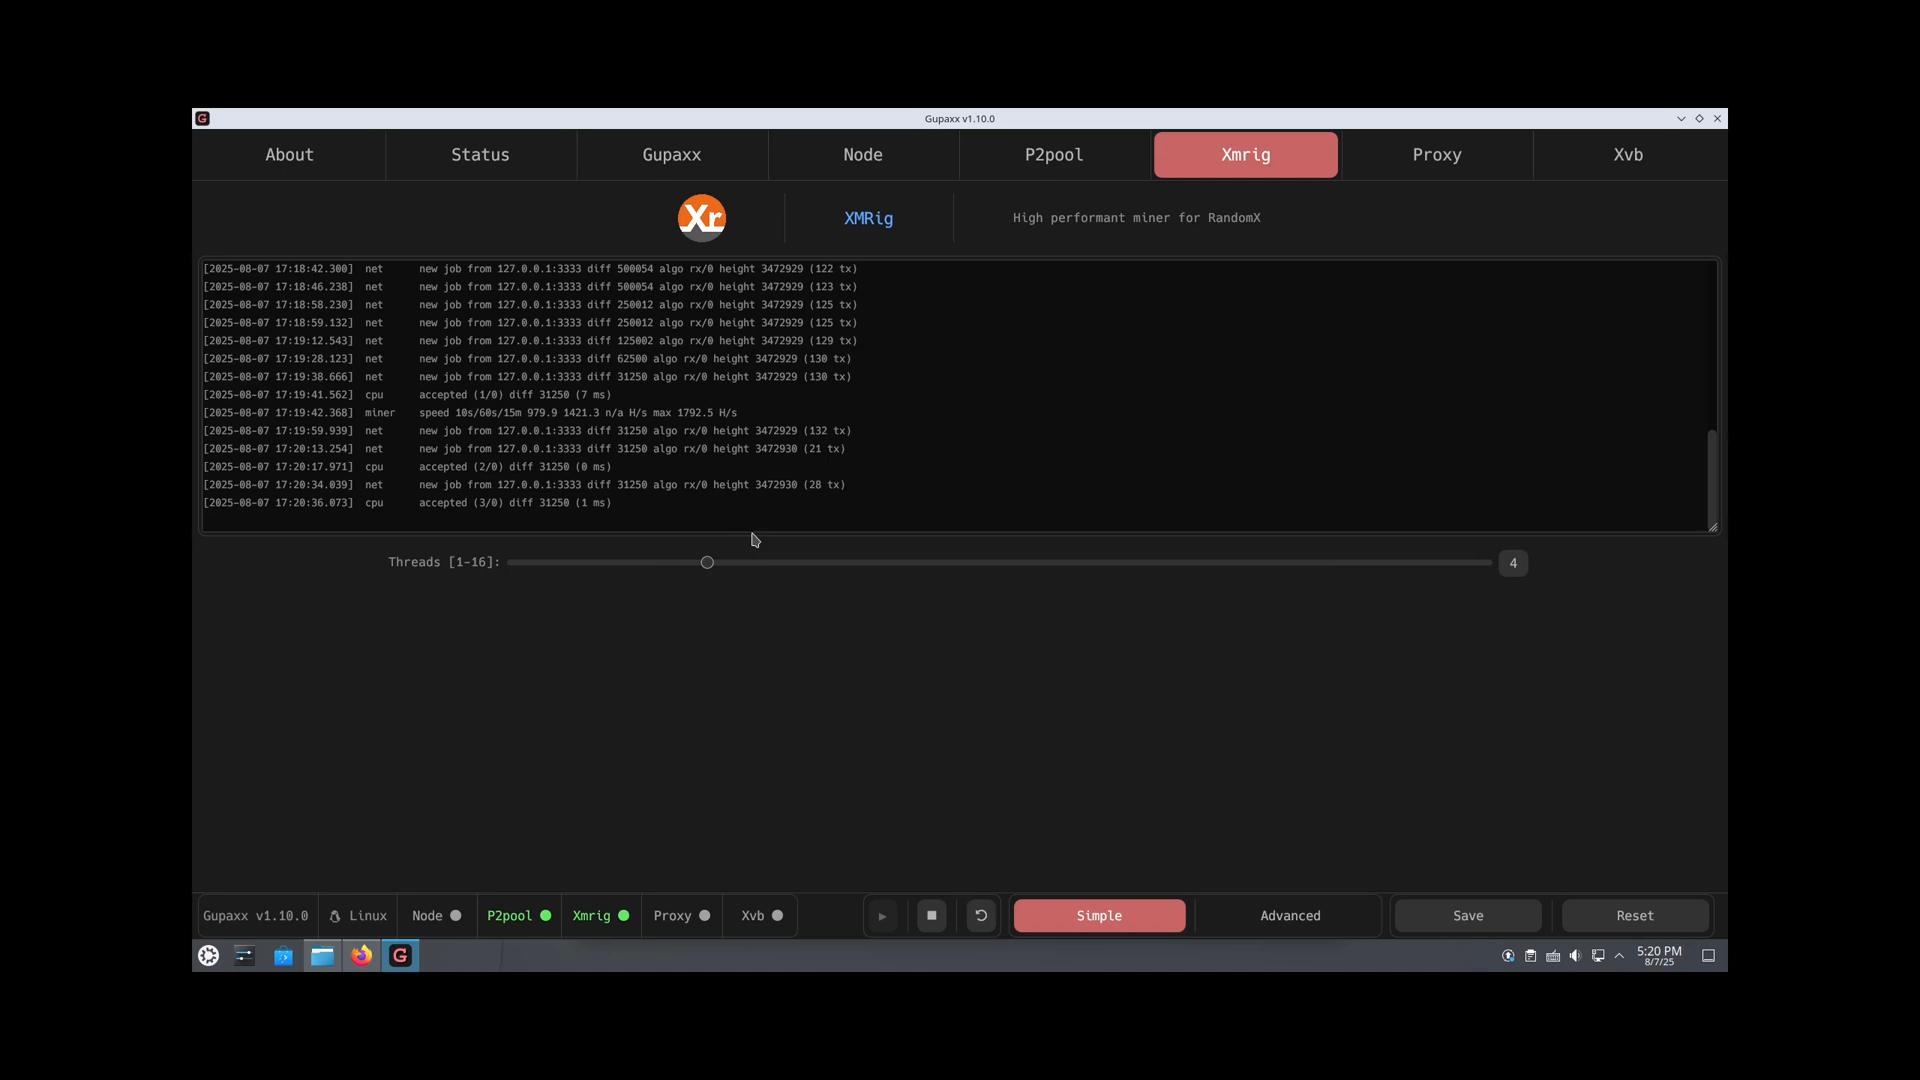 G
Gupaxx v1.10.0
About
Status
Gupaxx
Node
P2pool
Xmrig
Proxy
Xvb
Xr
XMRig
High performant miner for RandomX
[2025-08-07 17:18:42.300] net new job from 127.0.0.1:3333 diff 500054 algo rx/0 height 3472929 (122 tx)
[2025-08-07 17:18:46.238] net new job from 127.0.0.1:3333 diff 500054 algo rx/0 height 3472929 (123 tx)
[2025-08-07 17:18:58.230] net new job from 127.0.0.1:3333 diff 250012 algo rx/0 height 3472929 (125 tx)
[2025-08-07 17:18:59.132] net new job from 127.0.0.1:3333 diff 250012 algo rx/0 height 3472929 (125 tx)
[2025-08-07 17:19:12.543] net new job from 127.0.0.1:3333 diff 125002 algo rx/0 height 3472929 (129 tx)
[2025-08-07 17:19:28.123] net new job from 127.0.0.1:3333 diff 62500 algo rx/0 height 3472929 (130 tx)
[2025-08-07 17:19:38.666] net new job from 127.0.0.1:3333 diff 31250 algo rx/0 height 3472929 (130 tx)
[2025-08-07 17:19:41.562] cpu accepted (1/0) diff 31250 (7 ms)
[2025-08-07 17:19:42.368] miner speed 10s/60s/15m 979.9 1421.3 n/a H/s max 1792.5 H/s
[2025-08-07 17:19:59.939] net new job from 127.0.0.1:3333 diff 31250 algo rx/0 height 3472929 (132 tx)
[2025-08-07 17:20:13.254] net new job from 127.0.0.1:3333 diff 31250 algo rx/0 height 3472930 (21 tx)
[2025-08-07 17:20:17.971] cpu accepted (2/0) diff 31250 (0 ms)
[2025-08-07 17:20:34.039] net new job from 127.0.0.1:3333 diff 31250 algo rx/0 height 3472930 (28 tx)
[2025-08-07 17:20:36.073] cpu accepted (3/0) diff 31250 (1 ms)
Threads [1-16]:
4
Gupaxx v1.10.0
Linux
Node
P2pool
Xmrig
Proxy
Xvb
Simple
Advanced
Save
Reset
G
5:20 PM
8/7/25